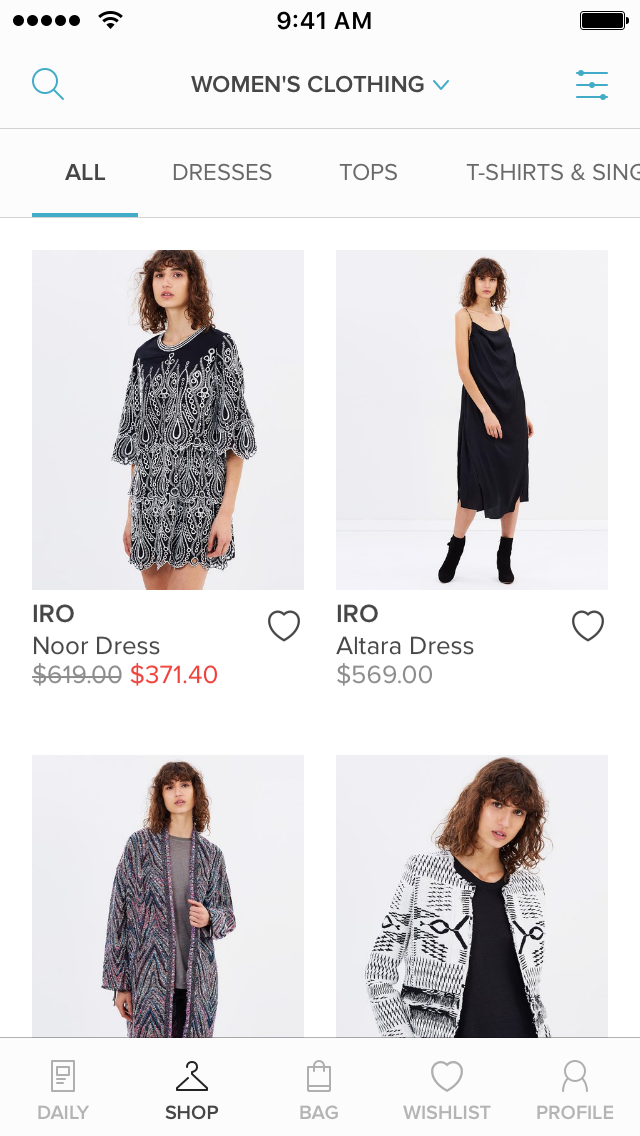 9:41 AM
WOMEN'S CLOTHING
ALL DRESSES TOPS T-SHIRTS & SING
IRO IRO
Noor Dress Altara Dress
$619.00 $371.40 $569.00
DAILY SHOP BAG WISHLIST PROFILE